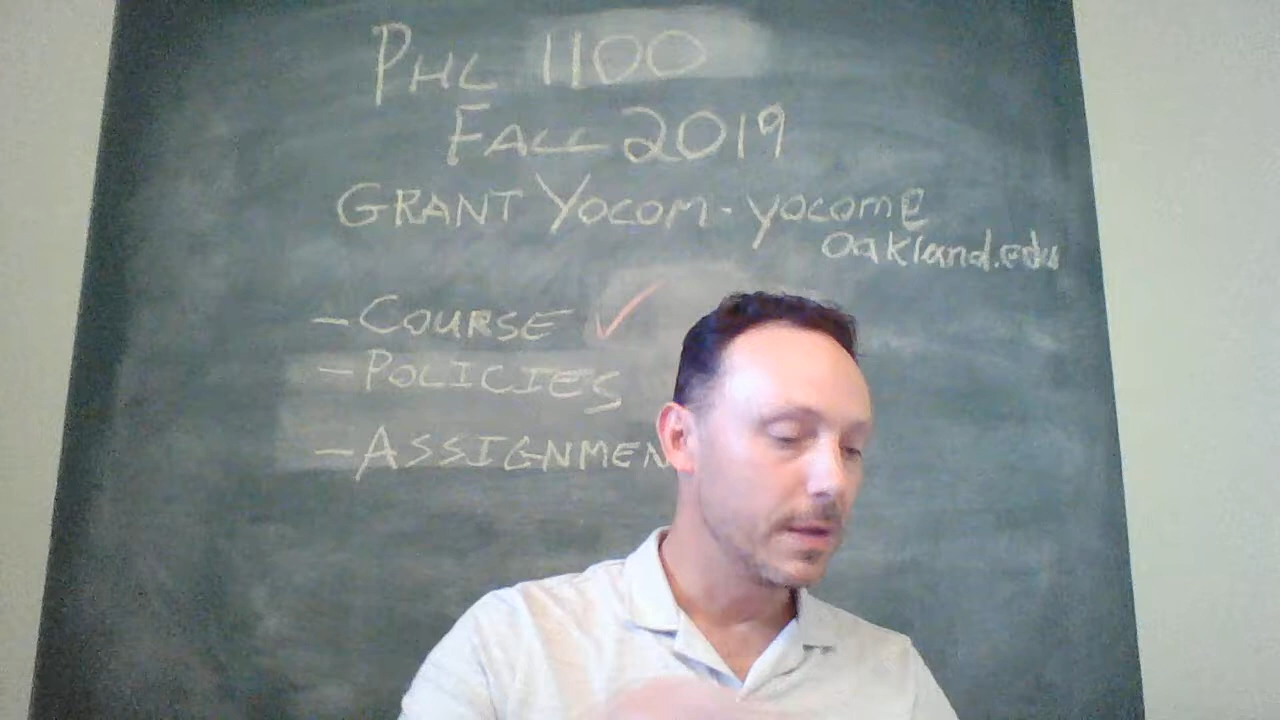 PHL 1100
FALL 2019
GRANT YOCOM - yocom@
oakland.edu
- COURSE ✓
- POLICIES
- ASSIGNMEN